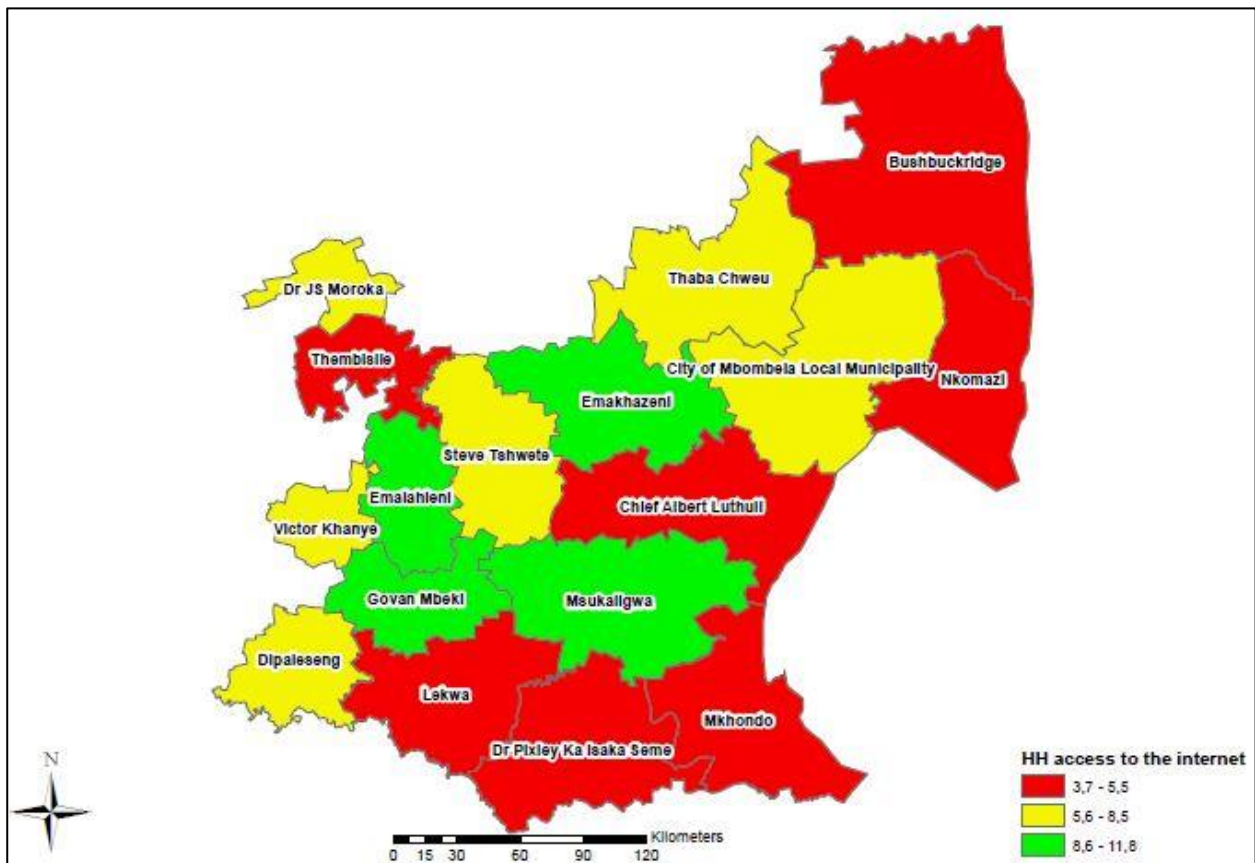 Bushbuckridge
Thaba Chweu
Dr JS Moroka
Thembisile
City of Mbombela Local Municipality
Nkomazi
Emakhazeni
Steve Tshwete
Emalahleni
Chief Albert Luthuli
Victor Khanye
Govan Mbeki
Msukaligwa
Dipaleseng
Lekwa
Mkhondo
Dr Pixley Ka Isaka Seme
N
HH access to the internet
3,7 - 5,5
5,6 - 8,5
8,6 - 11,8
Kilometers
0 15 30 60 90 120